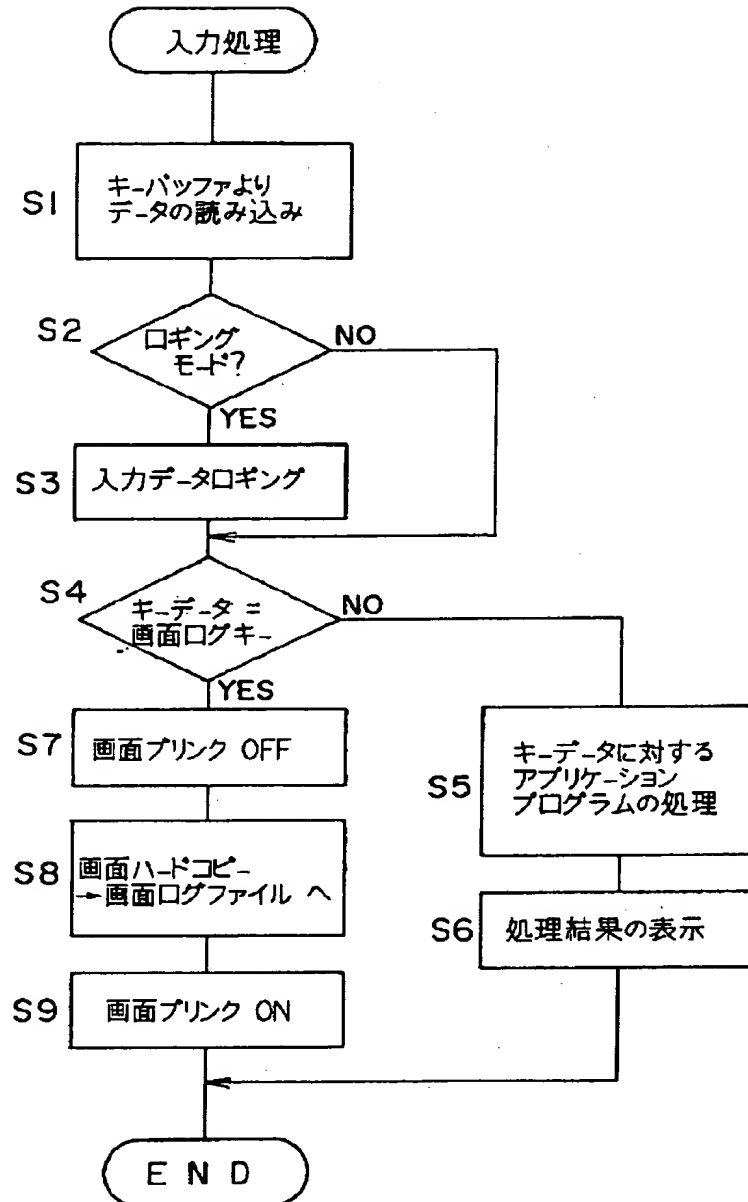 入力処理
S1
キーバッファより
データの読み込み
S2
ロギング
モード?
NO
YES
S3
入力データロギング
S4
キーデータ =
画面ログキー
NO
YES
S7
画面ブリンク OFF
S5
キーデータに対する
アプリケーション
プログラムの処理
S8
画面ハードコピー
→画面ログファイル へ
S6
処理結果の表示
S9
画面ブリンク ON
END